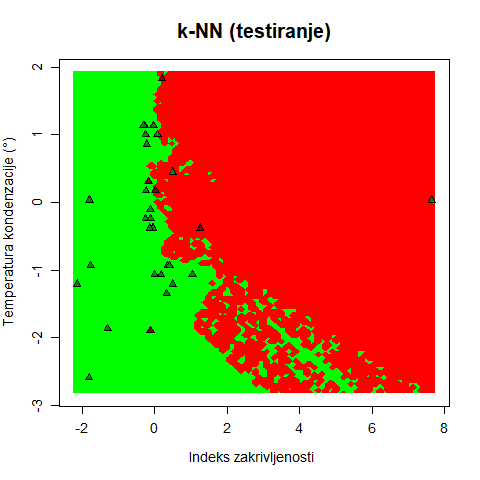 k-NN (testiranje)
Temperatura kondenzacije (°)
2
1
0
-1
-2
-3
-2 0 2 4 6 8
Indeks zakrivljenosti